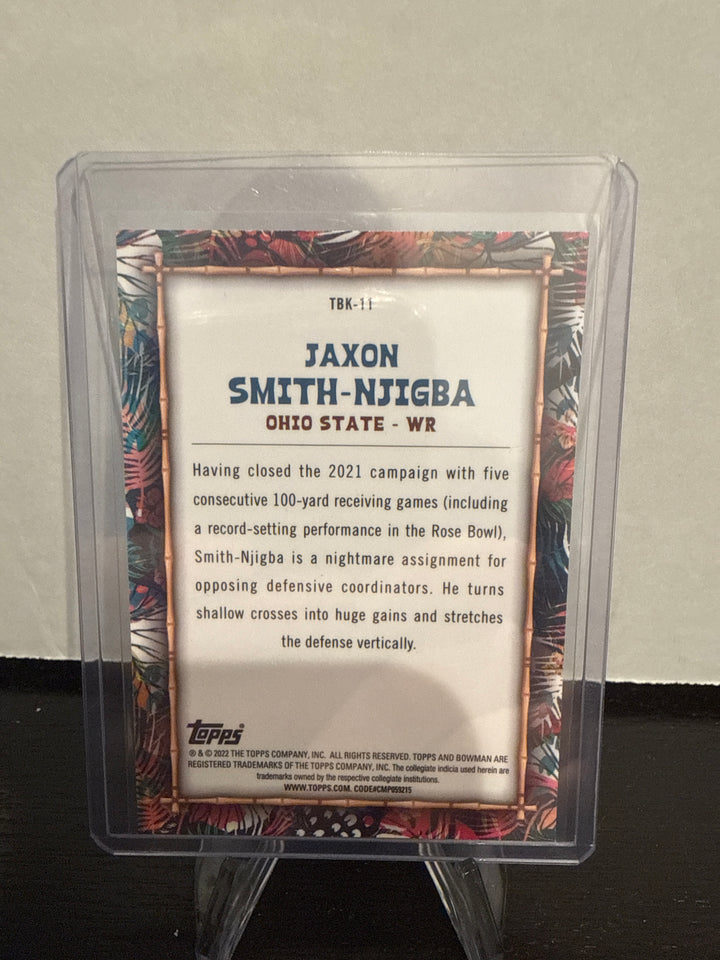 TBK-11
JAXON
SMITH-NJIGBA
OHIO STATE - WR
Having closed the 2021 campaign with five
consecutive 100-yard receiving games (including
a record-setting performance in the Rose Bowl),
Smith-Njigba is a nightmare assignment for
opposing defensive coordinators. He turns
shallow crosses into huge gains and stretches
the defense vertically.
topps®
® & © 2022 THE TOPPS COMPANY, INC. ALL RIGHTS RESERVED. TOPPS AND BOWMAN ARE
REGISTERED TRADEMARKS OF THE TOPPS COMPANY, INC. The collegiate indicia used herein are
trademarks owned by the respective collegiate institutions.
WWW.TOPPS.COM. CODE#CMP059215